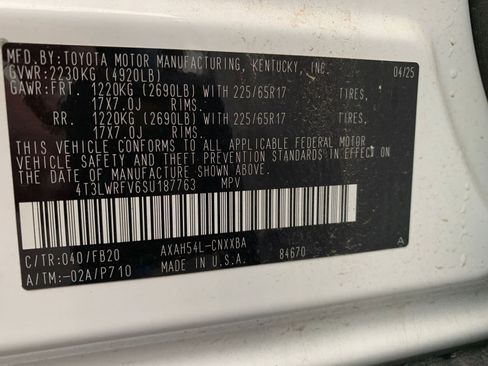 MFD.BY:TOYOTA MOTOR MANUFACTURING, KENTUCKY, INC. 04/25
GVWR:2230KG (4920LB)
GAWR:FRT. 1220KG (2690LB) WITH 225/65R17 TIRES,
17X7.0J RIMS.
RR. 1220KG (2690LB) WITH 225/65R17 TIRES,
17X7.0J RIMS.
THIS VEHICLE CONFORMS TO ALL APPLICABLE FEDERAL MOTOR
VEHICLE SAFETY AND THEFT PREVENTION STANDARDS IN EFFECT
ON THE DATE OF MANUFACTURE SHOWN ABOVE.
4T3LWRFV6SU187763 MPV
C/TR:040/FB20 AXAH54L-CNXXBA A
A/TM:-02A/P710 MADE IN U.S.A. 84670